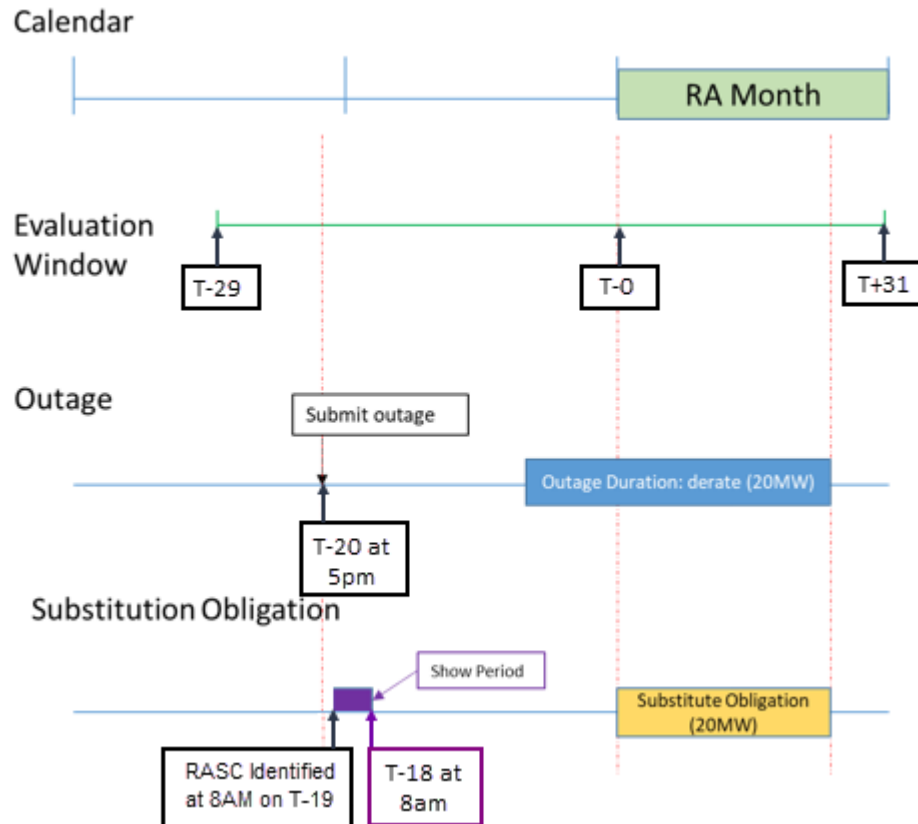 Calendar
RA Month
Evaluation
Window
T-29
T-0
T+31
Outage
Submit outage
Outage Duration: derate (20MW)
T-20 at
5pm
Substitution Obligation
Show Period
Substitute Obligation
(20MW)
RASC Identified
at 8AM on T-19
T-18 at
8am